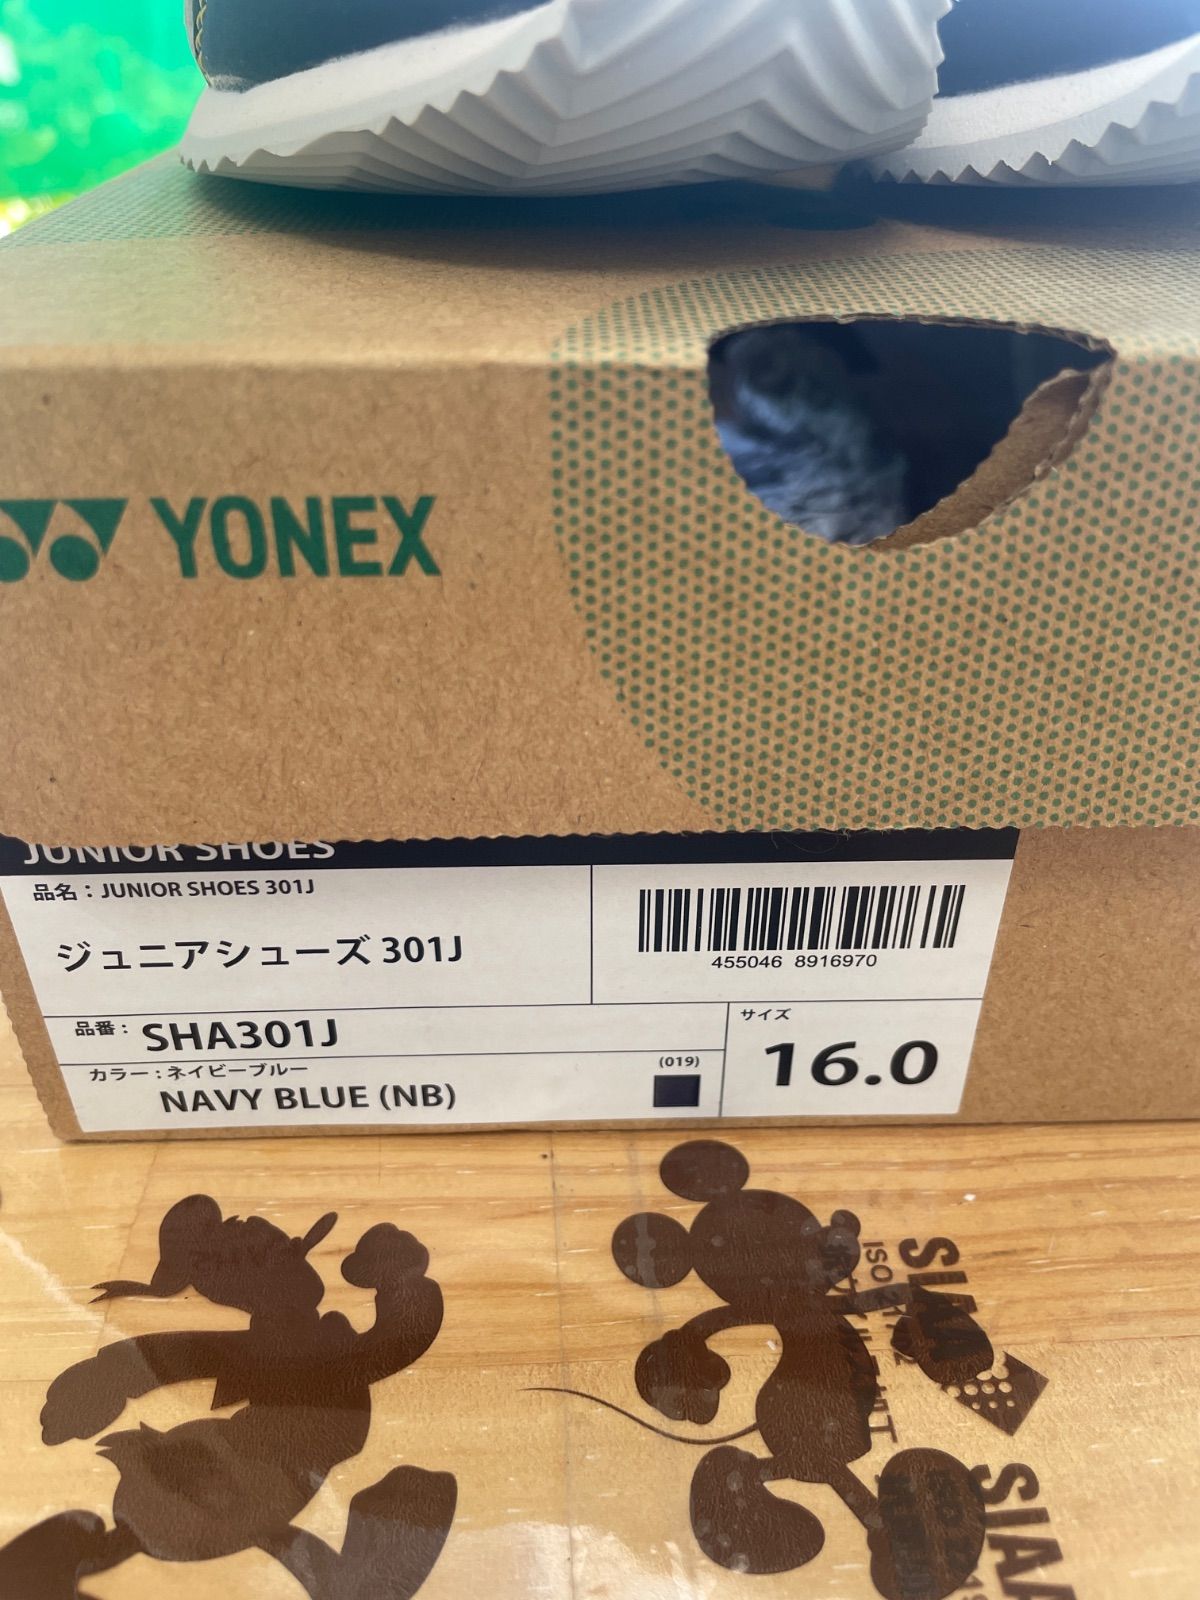 YONEX
JUNIOR SHOES
品名：JUNIOR SHOES 301J
ジュニアシューズ 301J
455046 8916970
品番：SHA301J
サイズ
16.0
カラー：ネイビーブルー
(019)
NAVY BLUE (NB)
SIAA
SIAA